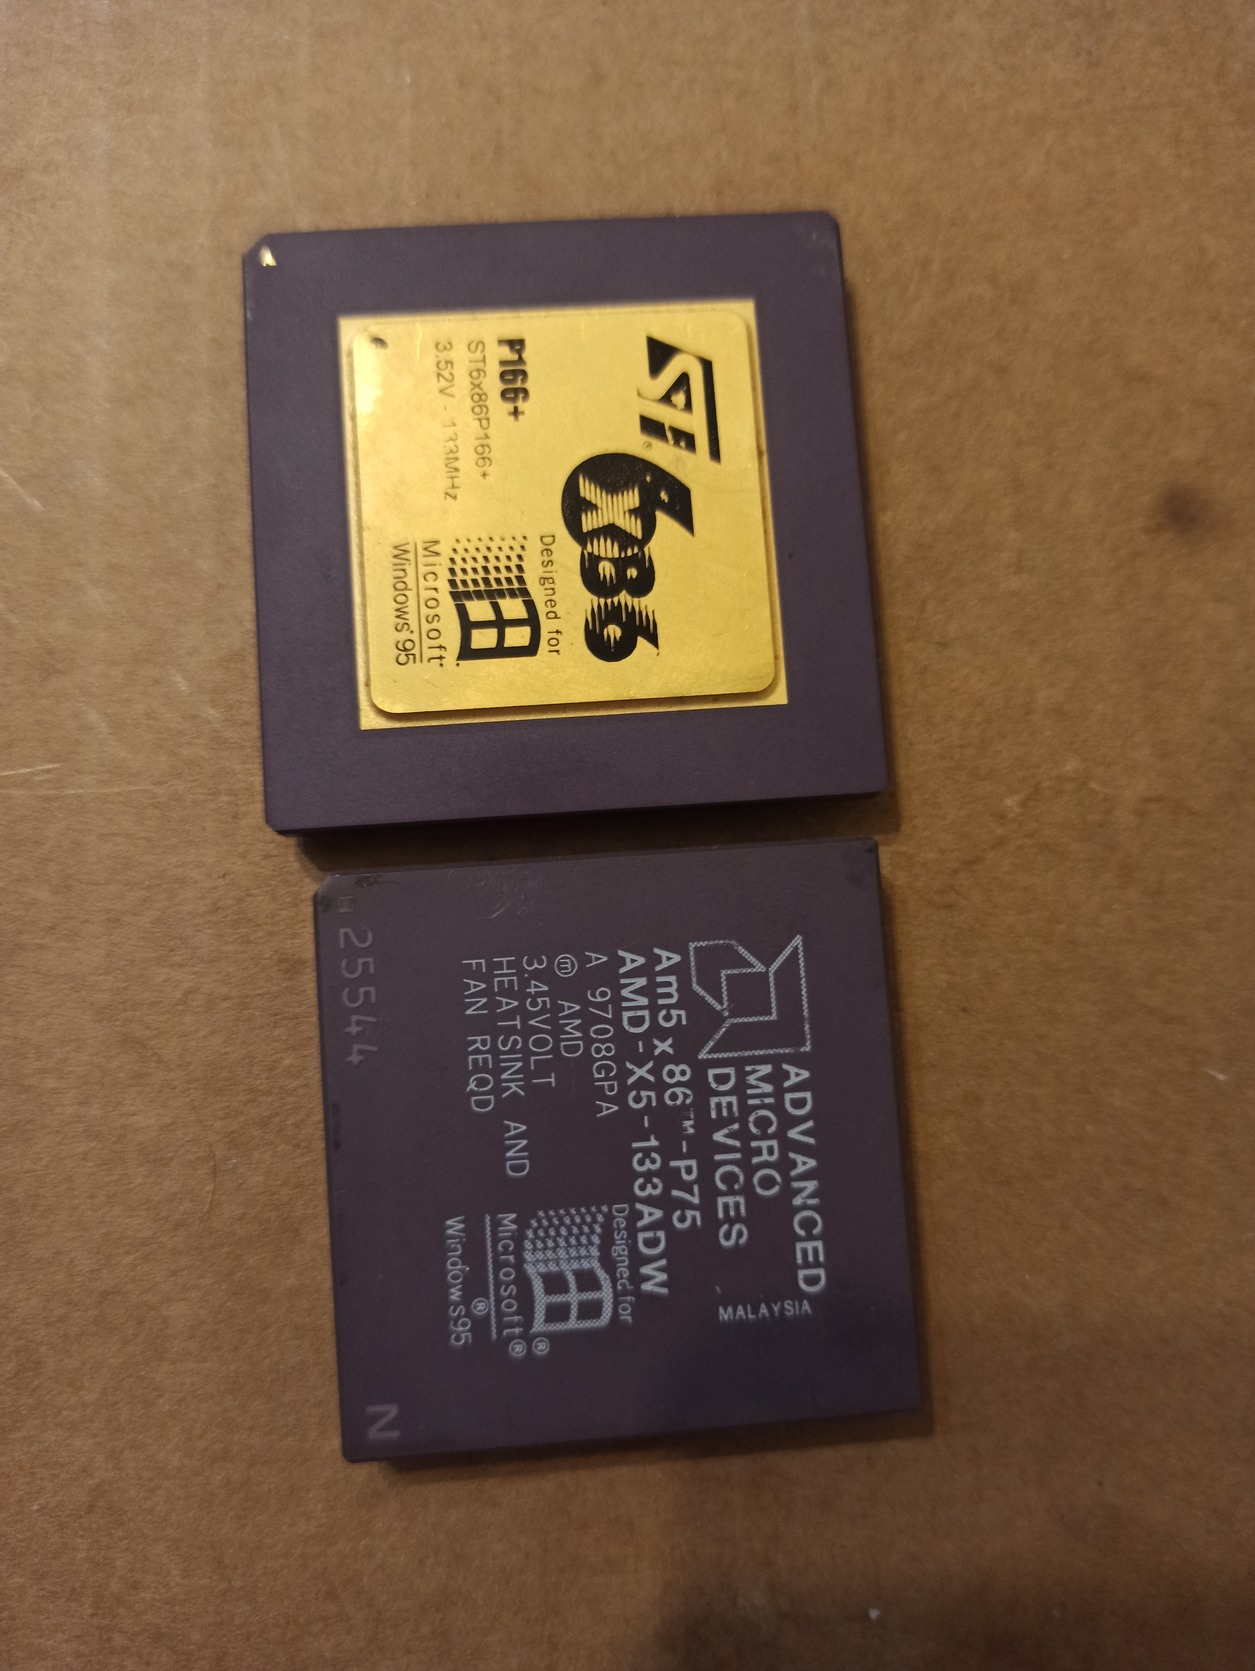 ST®
6x86
P166+
ST6x86P166+
3.52V - 133MHz
Designed for
Microsoft®
Windows®95
ADVANCED
MICRO
DEVICES
MALAYSIA
Am5x86™-P75
AMD-X5-133ADW
A 9708GPA
ⓜ AMD
3.45VOLT
HEATSINK AND
FAN REQD
Designed for
Microsoft®
Windows®95
25544
N